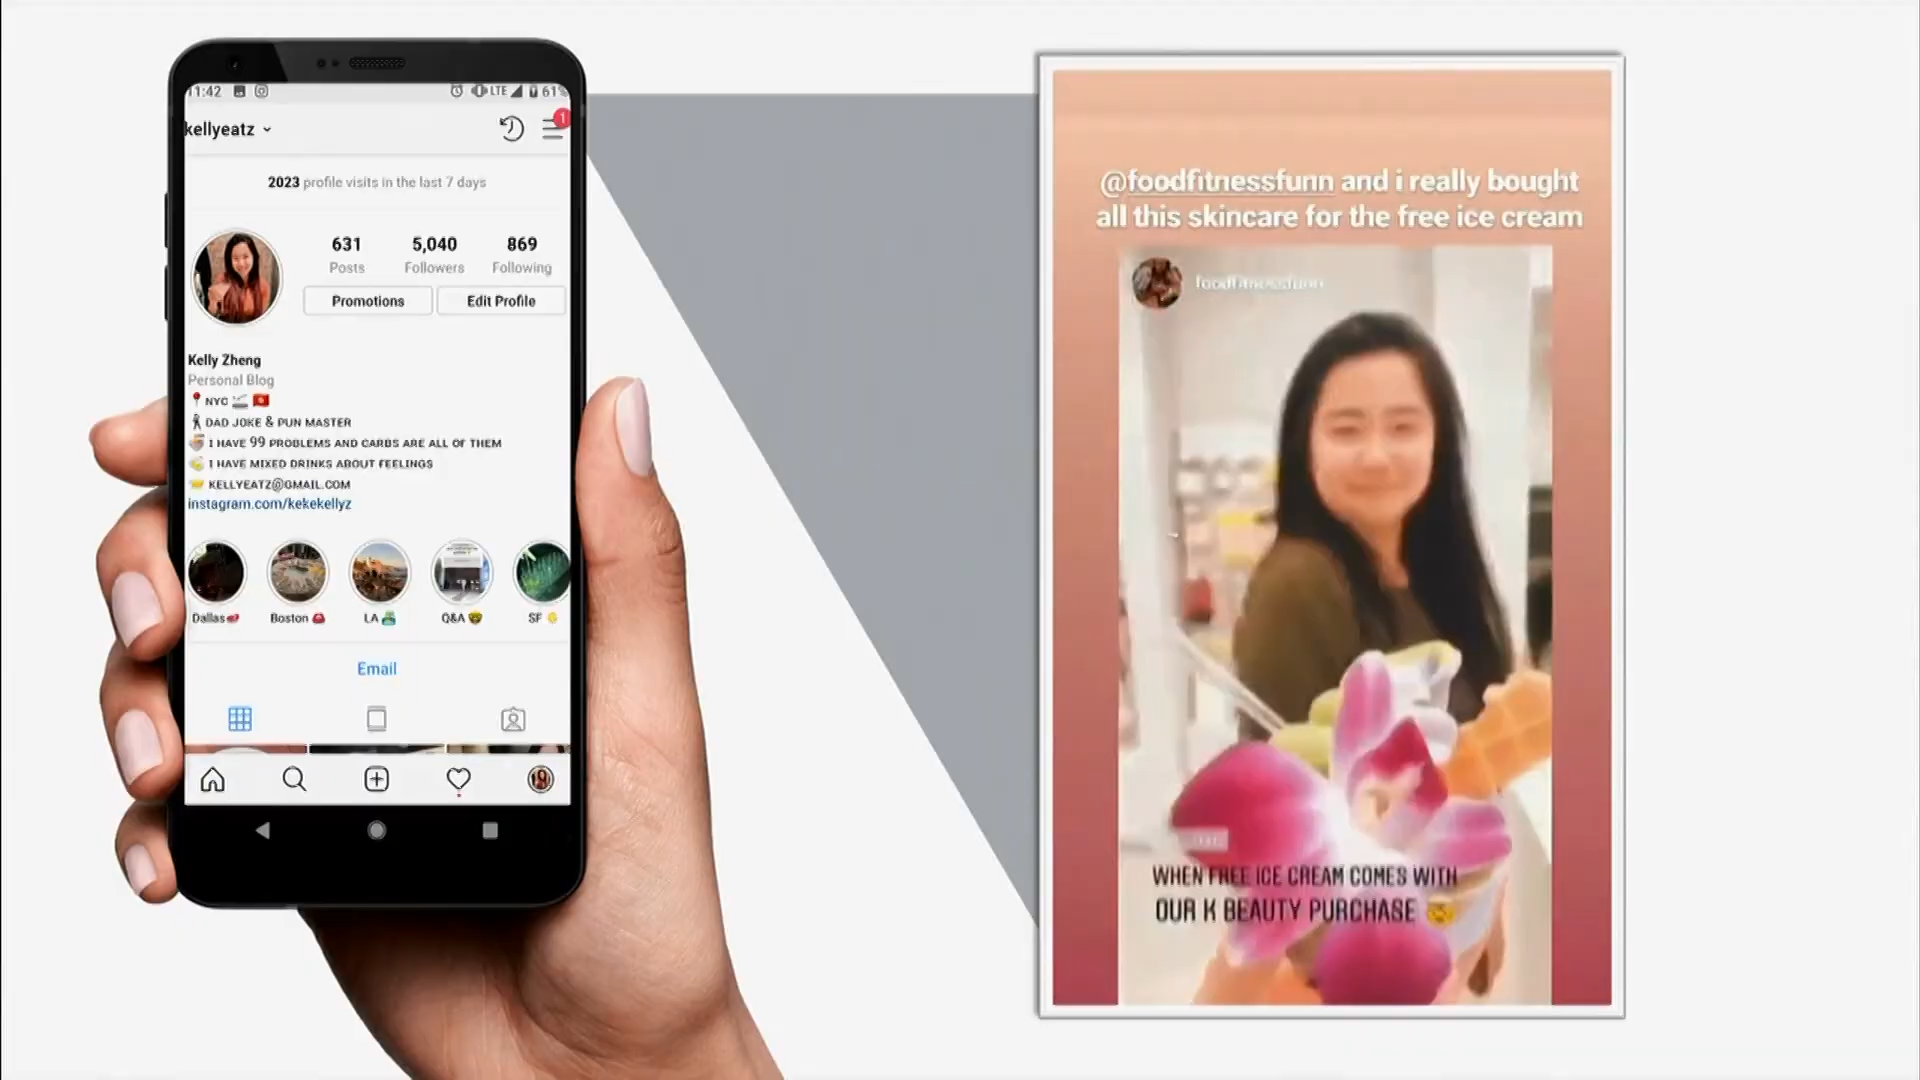 11:42
LTE
61%
kellyeatz
1
2023 profile visits in the last 7 days
631
5,040
869
Posts
Followers
Following
Promotions
Edit Profile
Kelly Zheng
Personal Blog
NYC
DAD JOKE & PUN MASTER
I HAVE 99 PROBLEMS AND CARBS ARE ALL OF THEM
I HAVE MIXED DRINKS ABOUT FEELINGS
KELLYEATZ@GMAIL.COM
instagram.com/kekekellyz
Dallas
Boston
LA
Q&A
SF
Email
@foodfitnessfunn and i really bought
all this skincare for the free ice cream
foodfitnessfunn
WHEN FREE ICE CREAM COMES WITH
OUR K BEAUTY PURCHASE